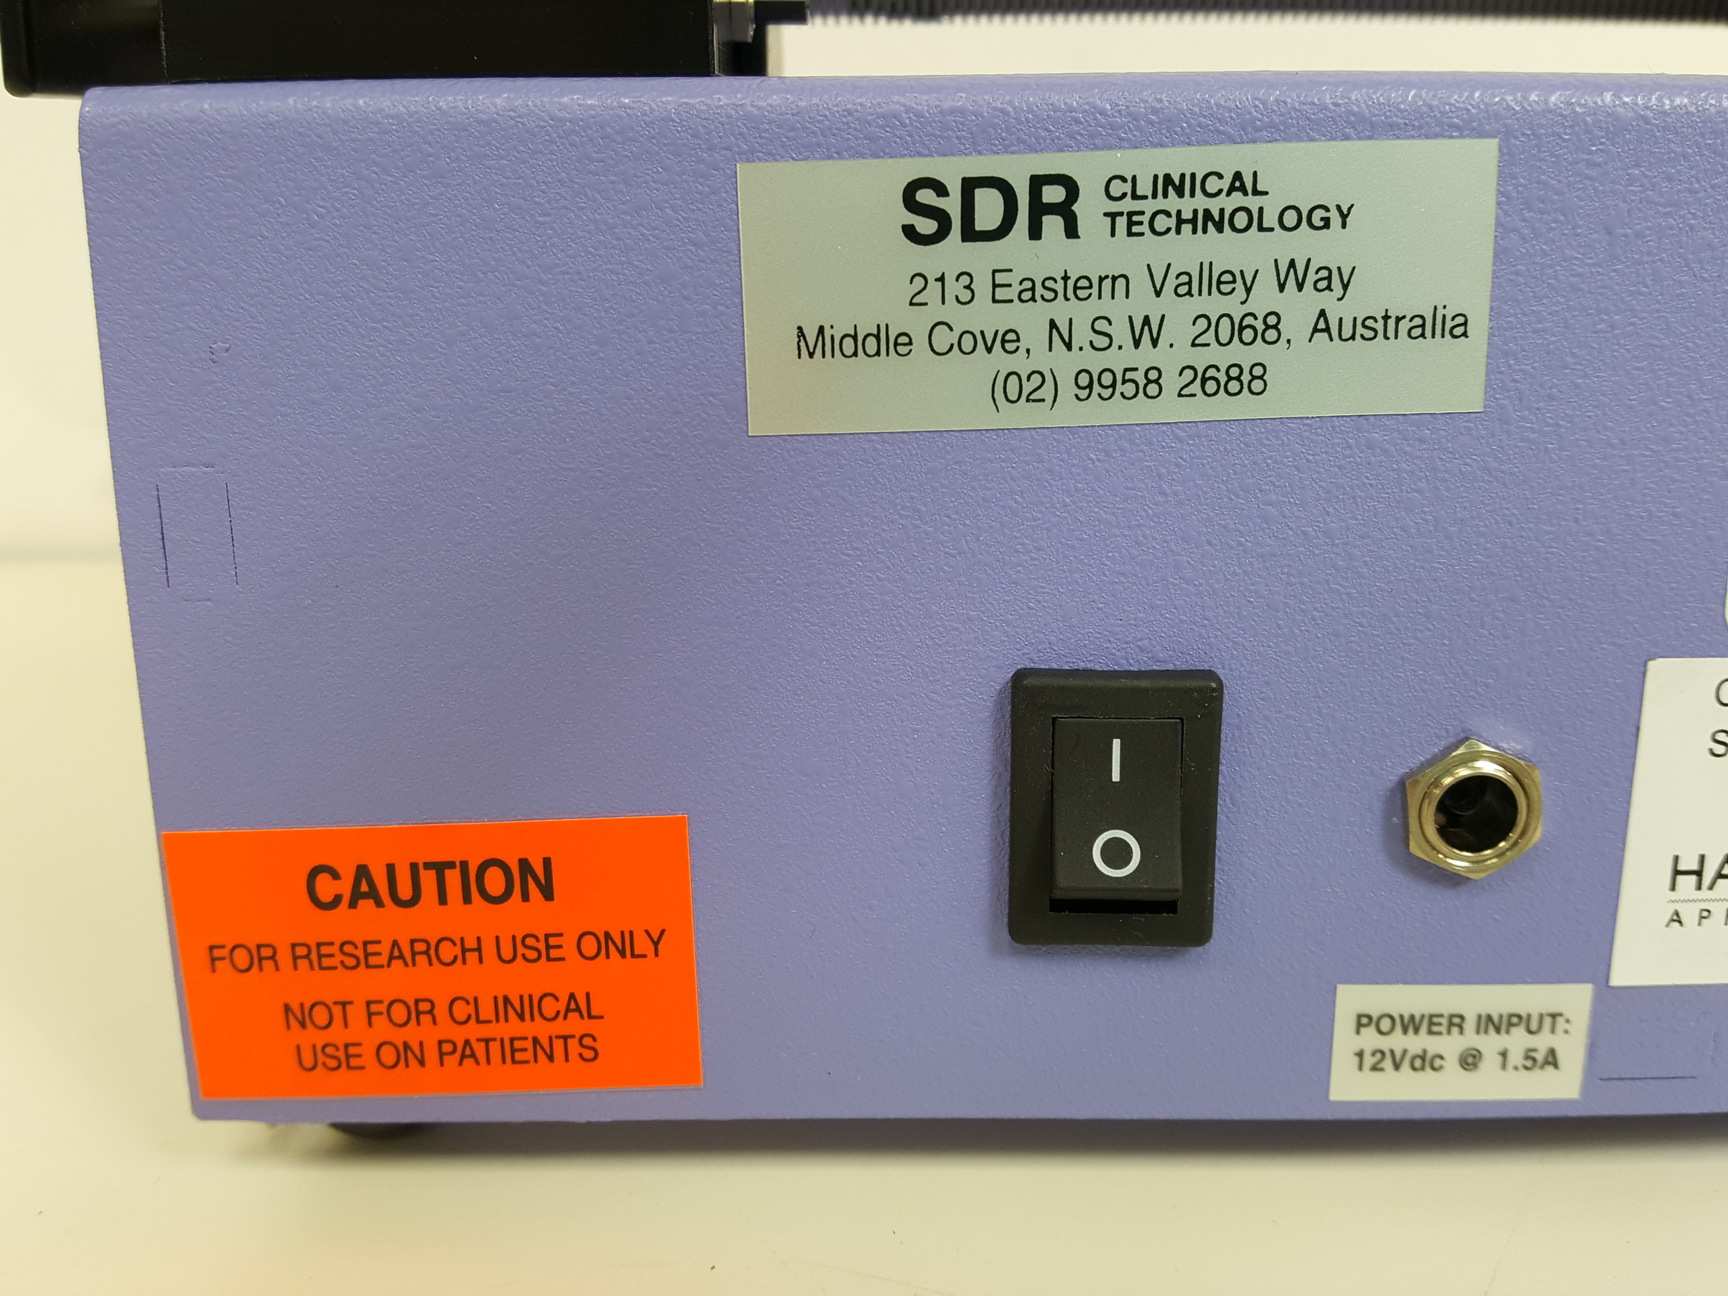 SDR CLINICAL
TECHNOLOGY
213 Eastern Valley Way
Middle Cove, N.S.W. 2068, Australia
(02) 9958 2688
I
O
CAUTION
FOR RESEARCH USE ONLY
NOT FOR CLINICAL
USE ON PATIENTS
POWER INPUT:
12Vdc @ 1.5A